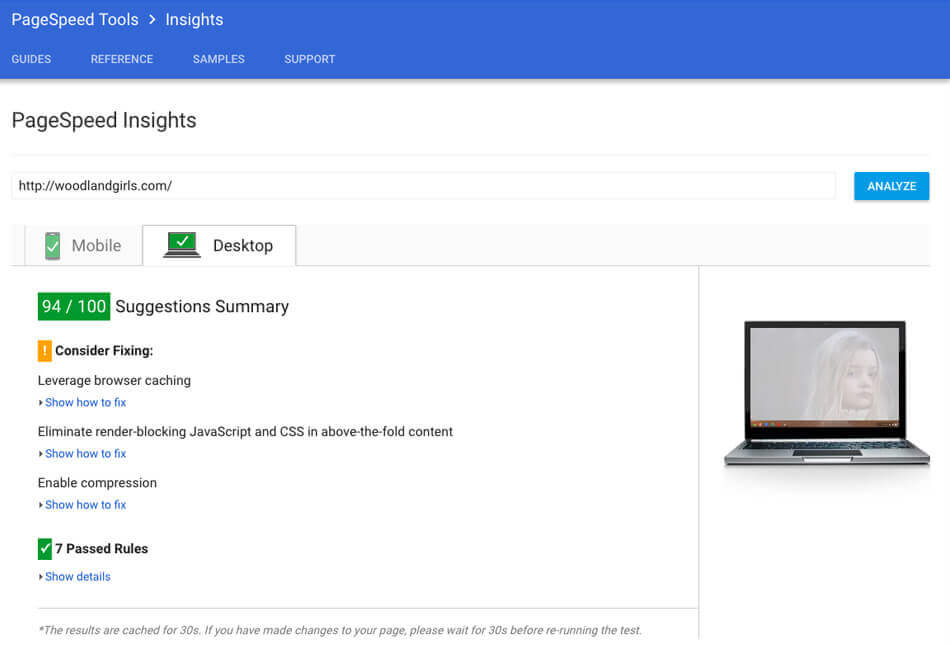 PageSpeed Tools > Insights
GUIDES REFERENCE SAMPLES SUPPORT
PageSpeed Insights
http://woodlandgirls.com/ ANALYZE
Mobile Desktop
94 / 100 Suggestions Summary
! Consider Fixing:
Leverage browser caching
Show how to fix
Eliminate render-blocking JavaScript and CSS in above-the-fold content
Show how to fix
Enable compression
Show how to fix
7 Passed Rules
Show details
*The results are cached for 30s. If you have made changes to your page, please wait for 30s before re-running the test.